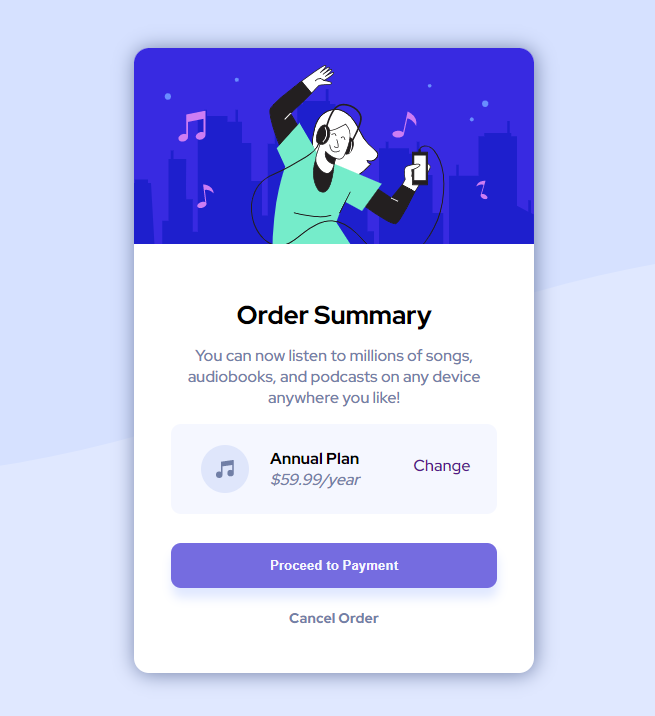 Order Summary
You can now listen to millions of songs,
audiobooks, and podcasts on any device
anywhere you like!
Annual Plan
$59.99/year
Change
Proceed to Payment
Cancel Order